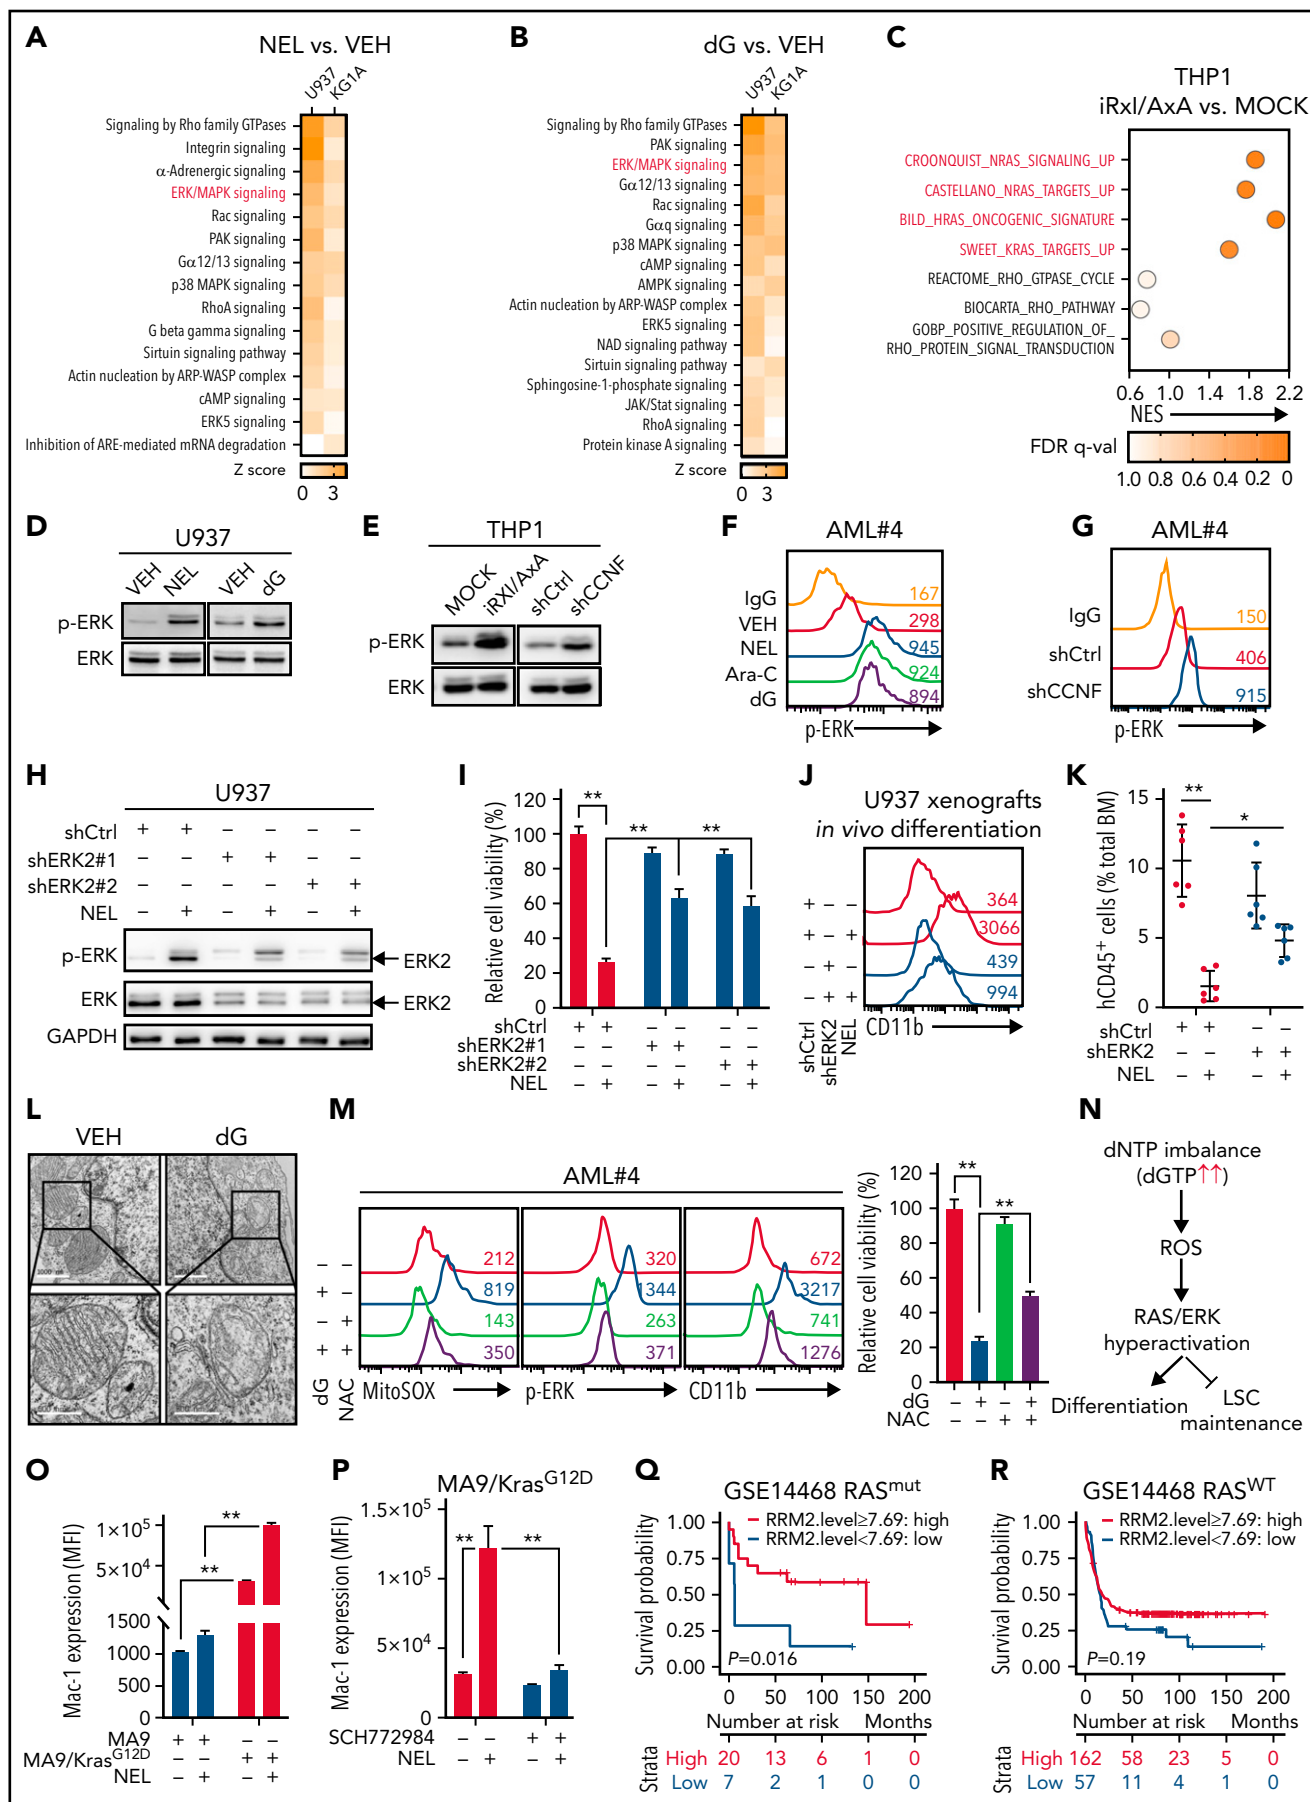 A
NEL vs. VEH
U937
KG1A
Signaling by Rho family GTPases
Integrin signaling
α-Adrenergic signaling
ERK/MAPK signaling
Rac signaling
PAK signaling
Gα12/13 signaling
p38 MAPK signaling
RhoA signaling
G beta gamma signaling
Sirtuin signaling pathway
Actin nucleation by ARP-WASP complex
cAMP signaling
ERK5 signaling
Inhibition of ARE-mediated mRNA degradation
Z score
0 3
B
dG vs. VEH
U937
KG1A
Signaling by Rho family GTPases
PAK signaling
ERK/MAPK signaling
Gα12/13 signaling
Rac signaling
Gαq signaling
p38 MAPK signaling
cAMP signaling
AMPK signaling
Actin nucleation by ARP-WASP complex
ERK5 signaling
NAD signaling pathway
Sirtuin signaling pathway
Sphingosine-1-phosphate signaling
JAK/Stat signaling
RhoA signaling
Protein kinase A signaling
Z score
0 3
C
THP1
iRxl/AxA vs. MOCK
CROONQUIST_NRAS_SIGNALING_UP
CASTELLANO_NRAS_TARGETS_UP
BILD_HRAS_ONCOGENIC_SIGNATURE
SWEET_KRAS_TARGETS_UP
REACTOME_RHO_GTPASE_CYCLE
BIOCARTA_RHO_PATHWAY
GOBP_POSITIVE_REGULATION_OF_
RHO_PROTEIN_SIGNAL_TRANSDUCTION
0.6 1.0 1.4 1.8 2.2
NES
FDR q-val
1.0 0.8 0.6 0.4 0.2 0
D
U937
VEH NEL VEH dG
p-ERK
ERK
E
THP1
MOCK iRXl/AxA shCtrl shCCNF
p-ERK
ERK
F
AML#4
IgG 167
VEH 298
NEL 945
Ara-C 924
dG 894
p-ERK
G
AML#4
IgG 150
shCtrl 406
shCCNF 915
p-ERK
H
U937
shCtrl + + – – – –
shERK2#1 – – + + – –
shERK2#2 – – – – + +
NEL – + – + – +
p-ERK ERK2
ERK ERK2
GAPDH
I
Relative cell viability (%)
120
100
80
60
40
20
0
** ** **
shCtrl + + – – – –
shERK2#1 – – + + – –
shERK2#2 – – – – + +
NEL – + – + – +
J
U937 xenografts
in vivo differentiation
+ – – 364
+ – + 3066
– + – 439
– + + 994
shCtrl
shERK2
NEL
CD11b
K
hCD45+ cells (% total BM)
15
10
5
0
** *
shCtrl + + – –
shERK2 – – + +
NEL – + – +
L
VEH dG
M
AML#4
– – 212 320 672
+ – 819 1344 3217
– + 143 263 741
+ + 350 371 1276
dG
NAC
MitoSOX p-ERK CD11b
Relative cell viability (%)
120
100
80
60
40
20
0
** **
dG – + – +
NAC – – + +
N
dNTP imbalance
(dGTP↑↑)
ROS
RAS/ERK
hyperactivation
Differentiation
LSC
maintenance
O
Mac-1 expression (MFI)
1×10⁵
5×10⁴
1500
1000
500
0
** **
MA9 + + – –
MA9/KrasG12D – – + +
NEL – + – +
P
MA9/KrasG12D
Mac-1 expression (MFI)
1.5×10⁵
1×10⁵
5×10⁴
0
** **
SCH772984 – – + +
NEL – + – +
Q
GSE14468 RASmut
RRM2.level≥7.69: high
RRM2.level<7.69: low
Survival probability
1.00
0.75
0.50
0.25
0.00
P=0.016
0 50 100 150 200
Number at risk Months
Strata
High 20 13 6 1 0
Low 7 2 1 0 0
R
GSE14468 RASWT
RRM2.level≥7.69: high
RRM2.level<7.69: low
Survival probability
1.00
0.75
0.50
0.25
0.00
P=0.19
0 50 100 150 200
Number at risk Months
Strata
High 162 58 23 5 0
Low 57 11 4 1 0